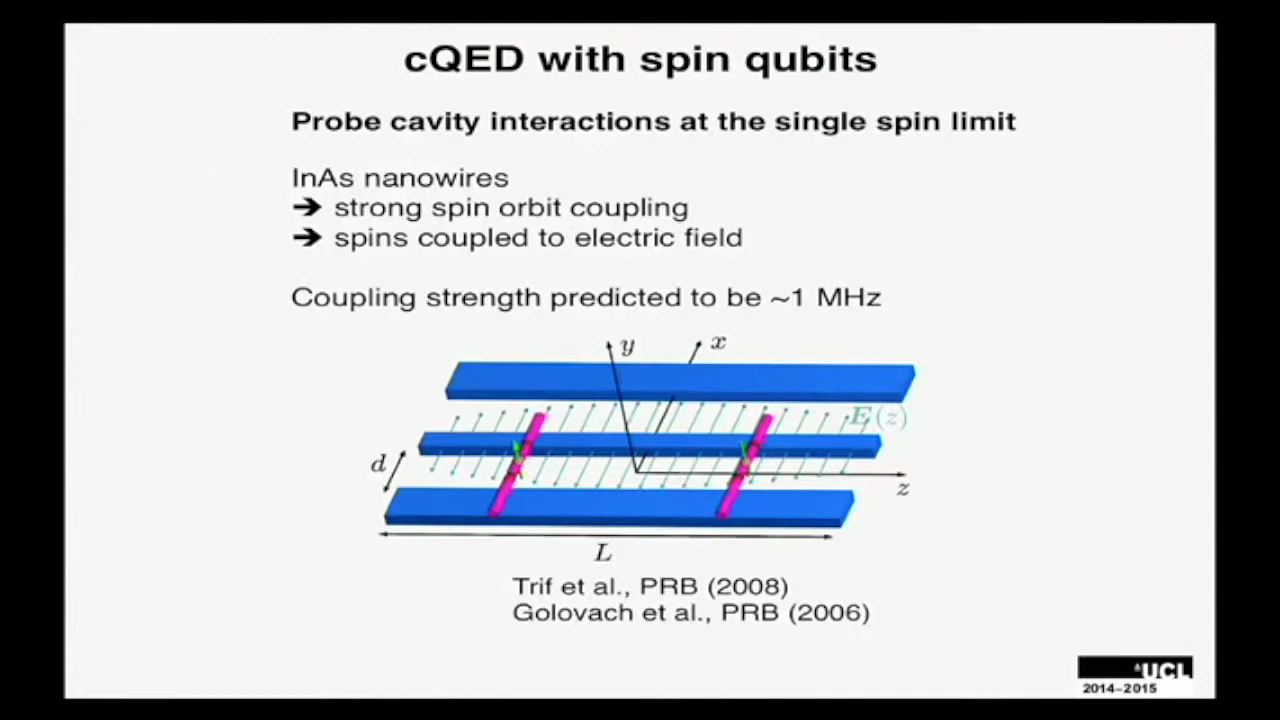 cQED with spin qubits
Probe cavity interactions at the single spin limit
InAs nanowires
➔ strong spin orbit coupling
➔ spins coupled to electric field
Coupling strength predicted to be ~1 MHz
y
x
E(z)
d
z
L
Trif et al., PRB (2008)
Golovach et al., PRB (2006)
UCL
2014–2015